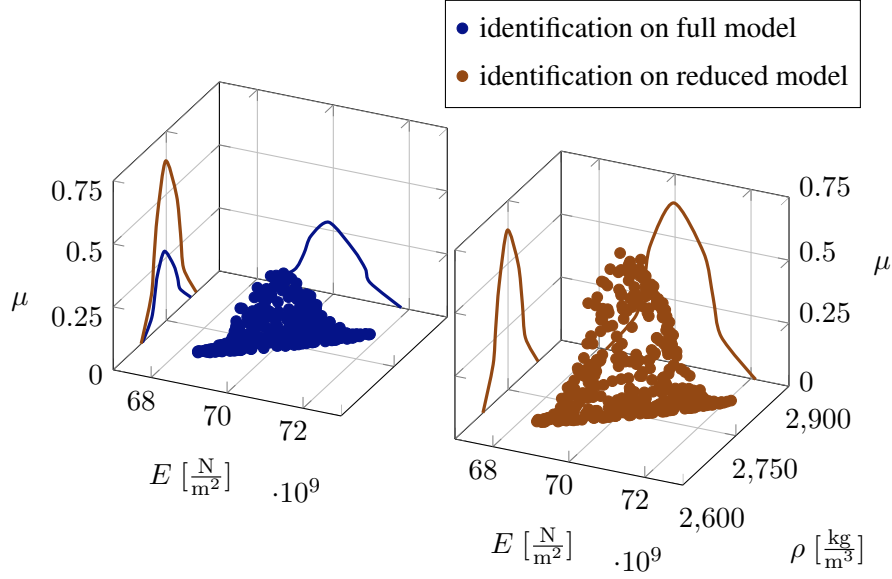 identification on full model
identification on reduced model
0.75
0.5
0.25
0
μ
68
70
72
E [N/m²]
·10⁹
0.75
0.5
0.25
0
μ
68
70
72
E [N/m²]
·10⁹
2,600
2,750
2,900
ρ [kg/m³]